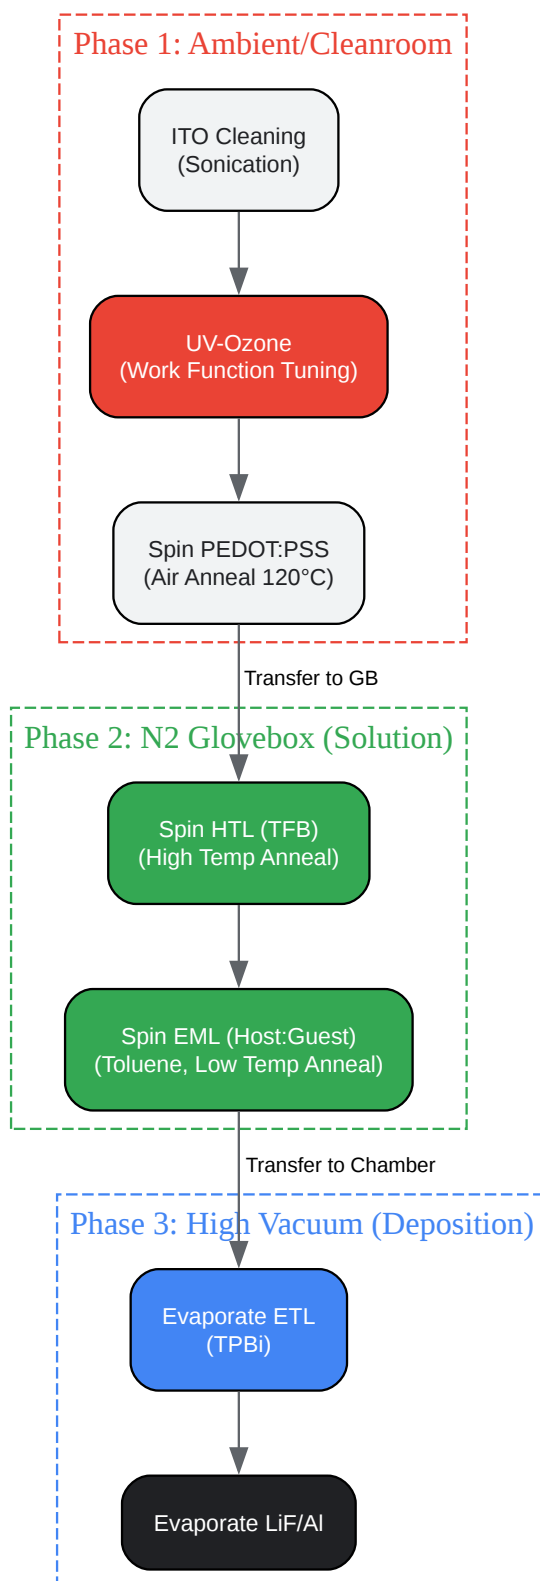 Phase 1: Ambient/Cleanroom
ITO Cleaning
(Sonication)
UV-Ozone
(Work Function Tuning)
Spin PEDOT:PSS
(Air Anneal 120°C)
Transfer to GB
Phase 2: N2 Glovebox (Solution)
Spin HTL (TFB)
(High Temp Anneal)
Spin EML (Host:Guest)
(Toluene, Low Temp Anneal)
Transfer to Chamber
Phase 3: High Vacuum (Deposition)
Evaporate ETL
(TPBi)
Evaporate LiF/Al